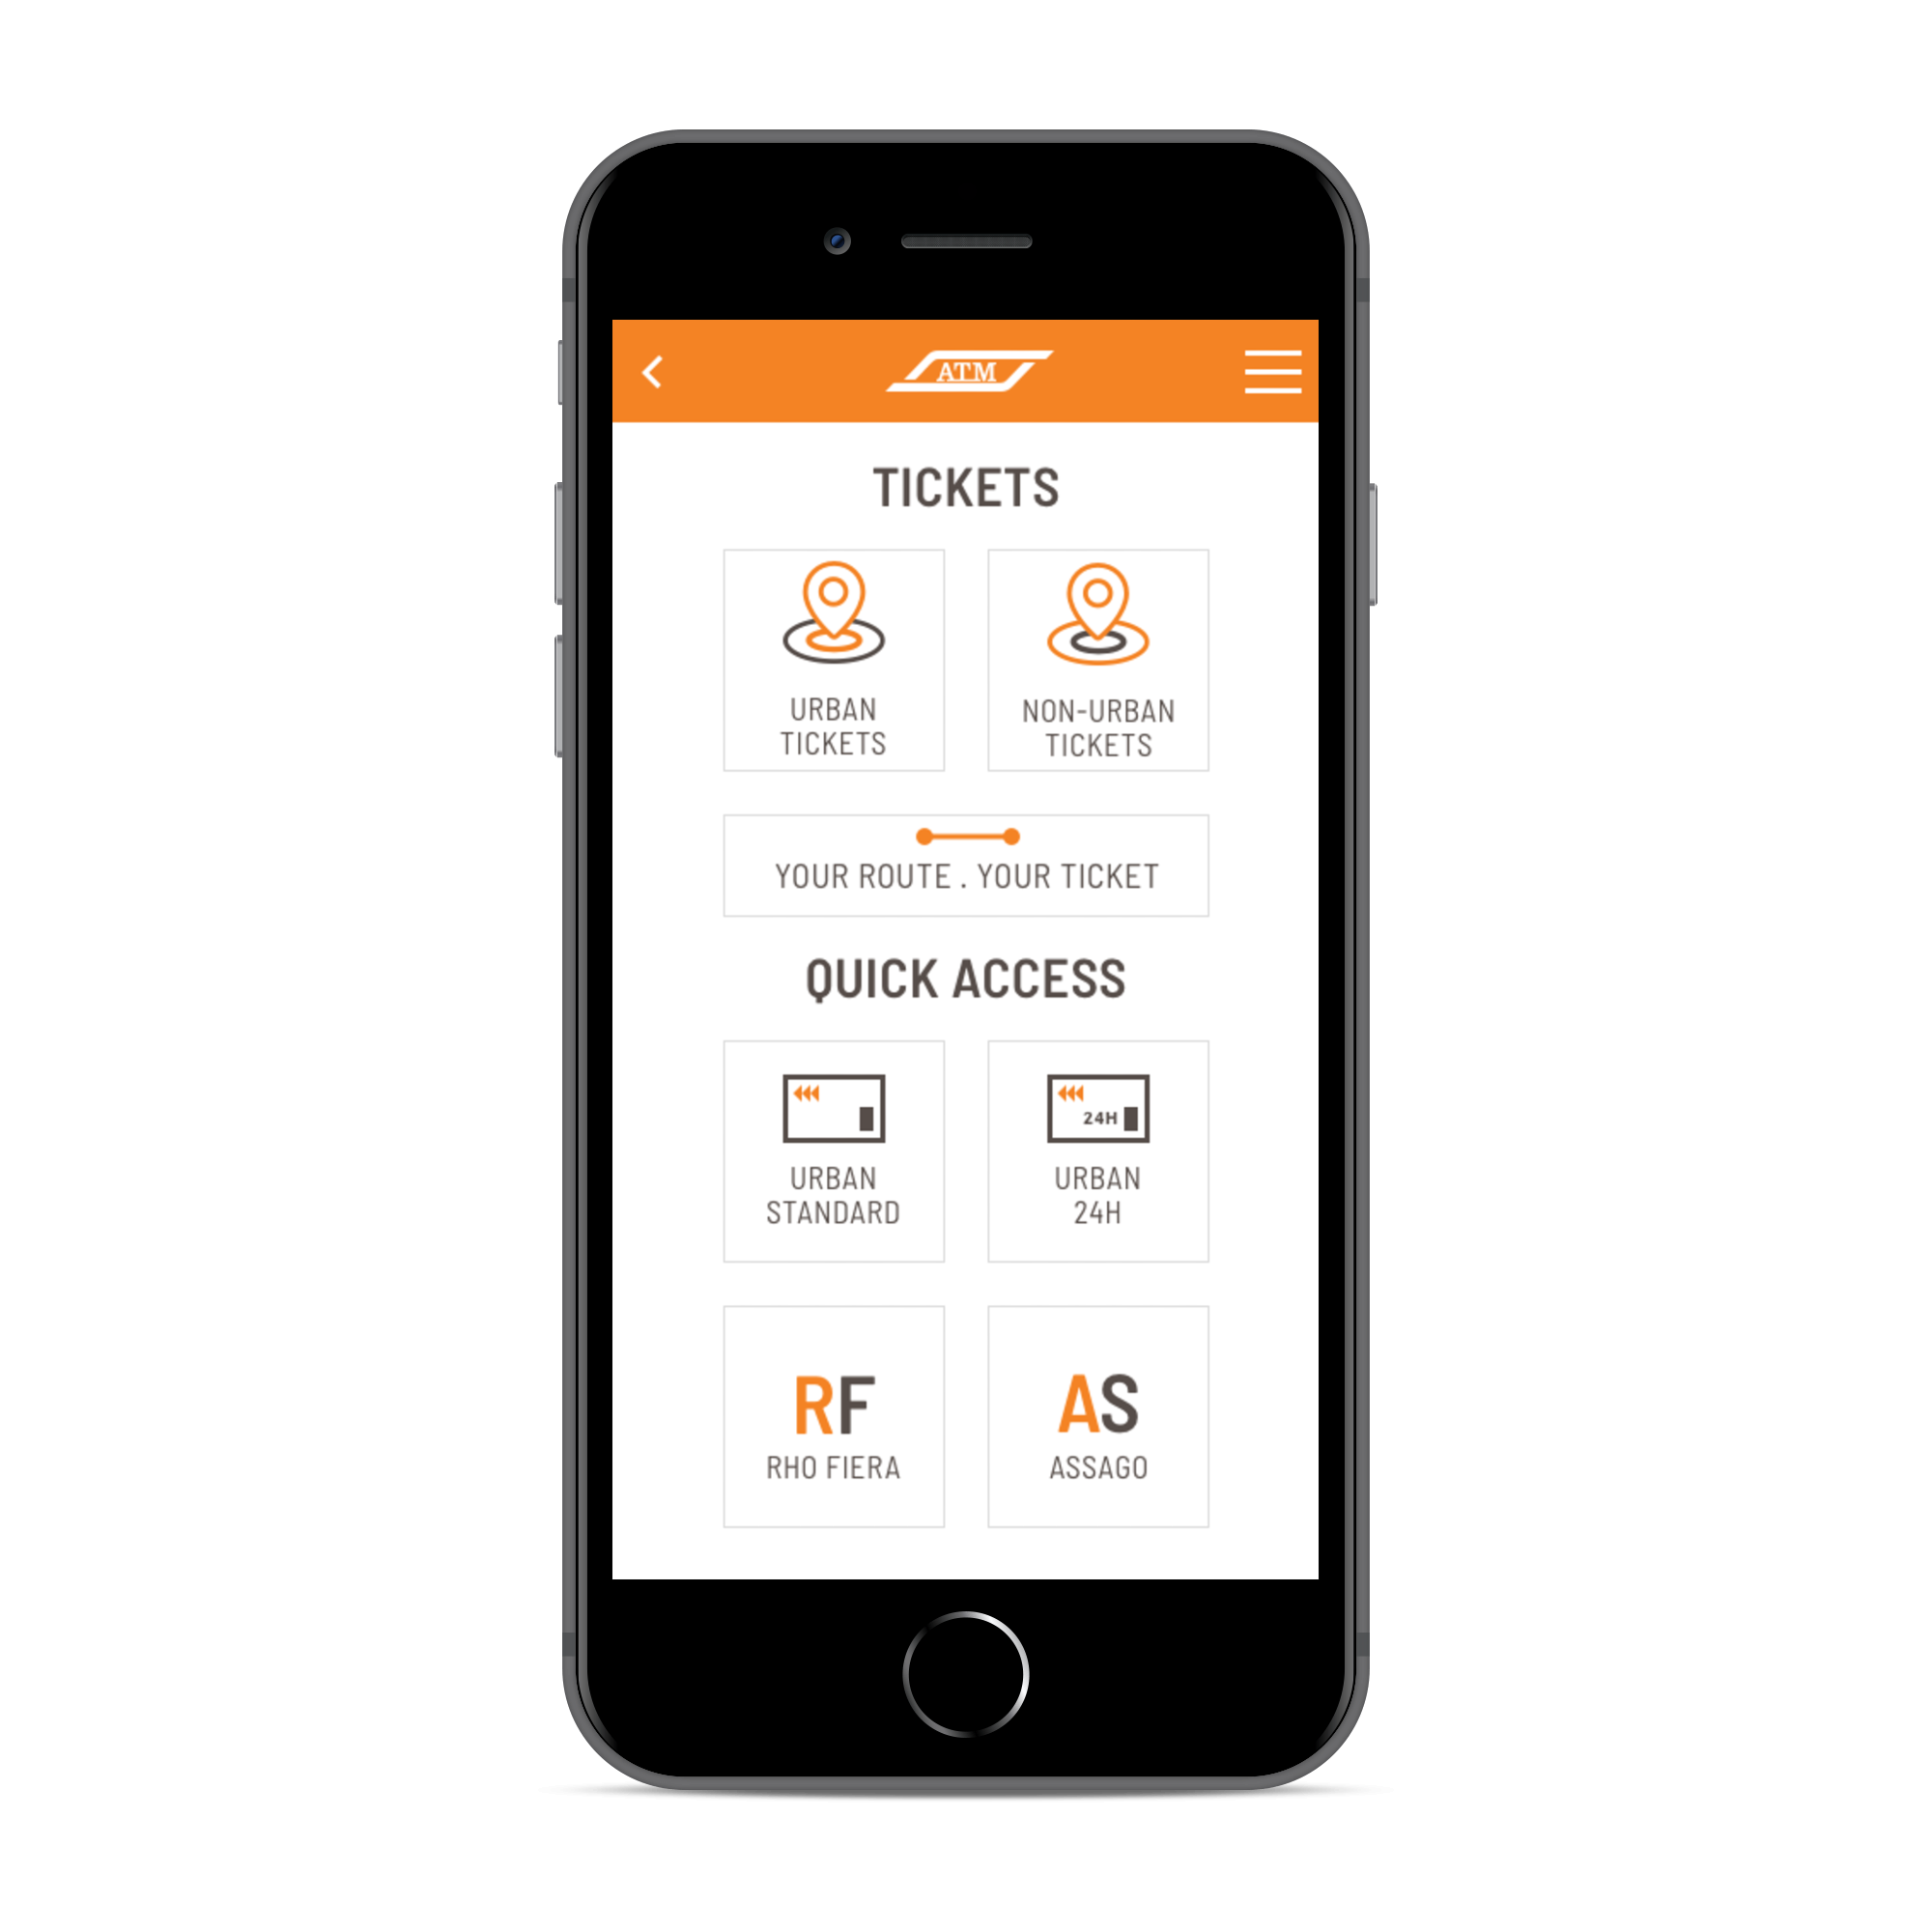 ATM
TICKETS
URBAN
TICKETS
NON-URBAN
TICKETS
YOUR ROUTE . YOUR TICKET
QUICK ACCESS
URBAN
STANDARD
24H
URBAN
24H
RF
RHO FIERA
AS
ASSAGO